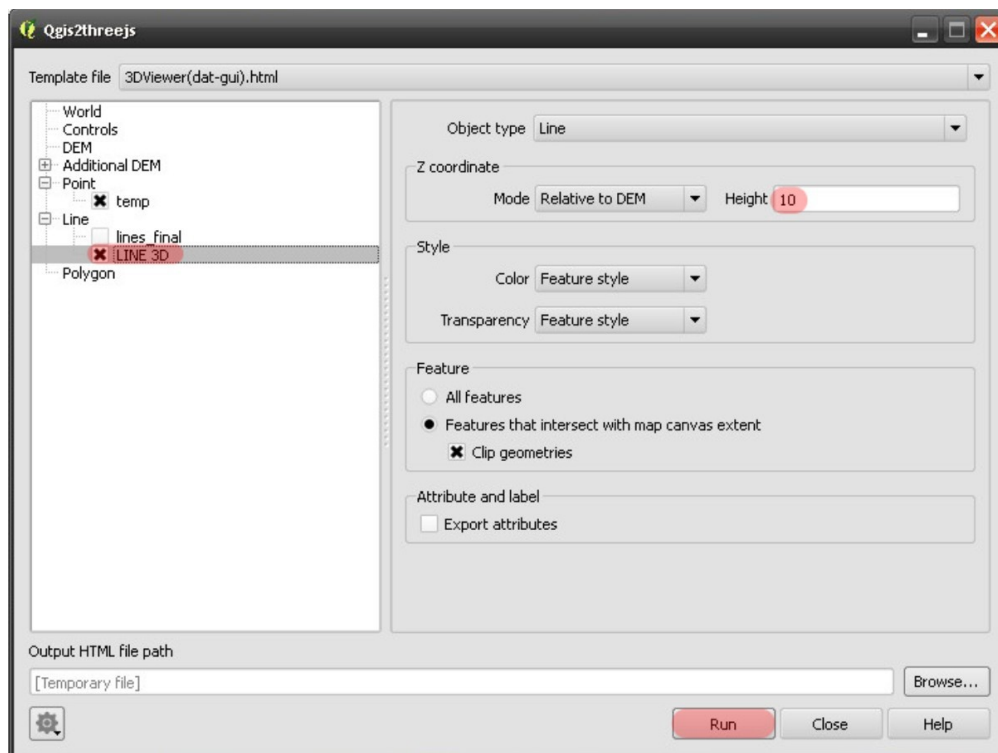 Qgis2threejs
Template file 3DViewer(dat-gui).html
World
Controls
DEM
Additional DEM
Point
temp
Line
lines_final
LINE 3D
Polygon
Object type Line
Z coordinate
Mode Relative to DEM Height 10
Style
Color Feature style
Transparency Feature style
Feature
All features
Features that intersect with map canvas extent
Clip geometries
Attribute and label
Export attributes
Output HTML file path
[Temporary file] Browse...
Run Close Help